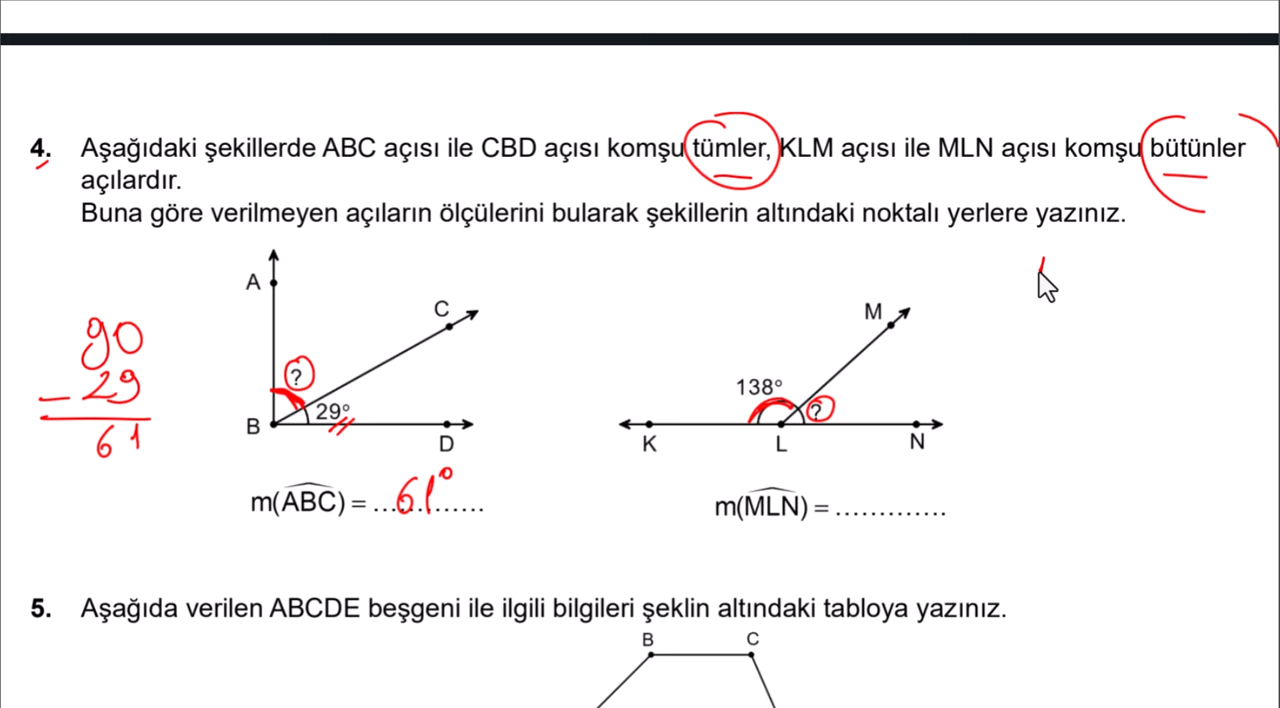 4. Aşağıdaki şekillerde ABC açısı ile CBD açısı komşu tümler, KLM açısı ile MLN açısı komşu bütünler
açılardır.
Buna göre verilmeyen açıların ölçülerini bularak şekillerin altındaki noktalı yerlere yazınız.
90
- 29
61
A
C
?
29°
B
D
M
138°
?
K
L
N
m(ABC) = ...61°......
m(MLN) = .............
5. Aşağıda verilen ABCDE beşgeni ile ilgili bilgileri şeklin altındaki tabloya yazınız.
B
C